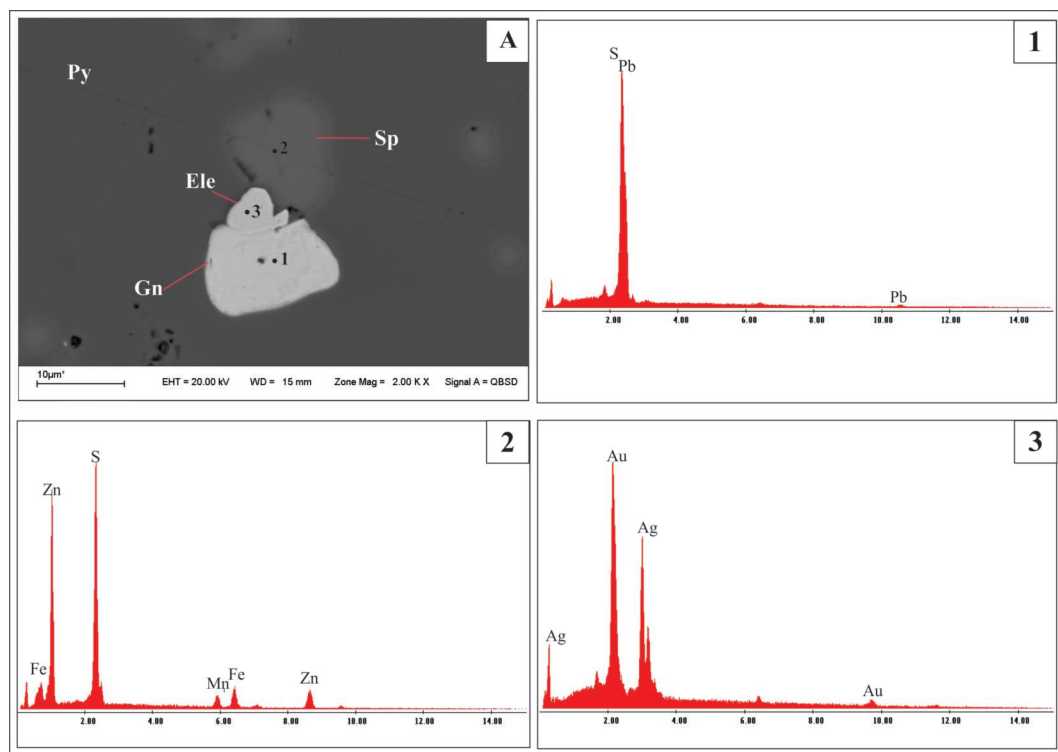 A
Py
Sp
2
Ele
3
1
Gn
10µm*
EHT = 20.00 kV WD = 15 mm Zone Mag = 2.00 K X Signal A = QBSD
1
S
Pb
Pb
2.00 4.00 6.00 8.00 10.00 12.00 14.00
2
S
Zn
Fe
Mn
Fe
Zn
2.00 4.00 6.00 8.00 10.00 12.00 14.00
3
Au
Ag
Ag
Au
2.00 4.00 6.00 8.00 10.00 12.00 14.00